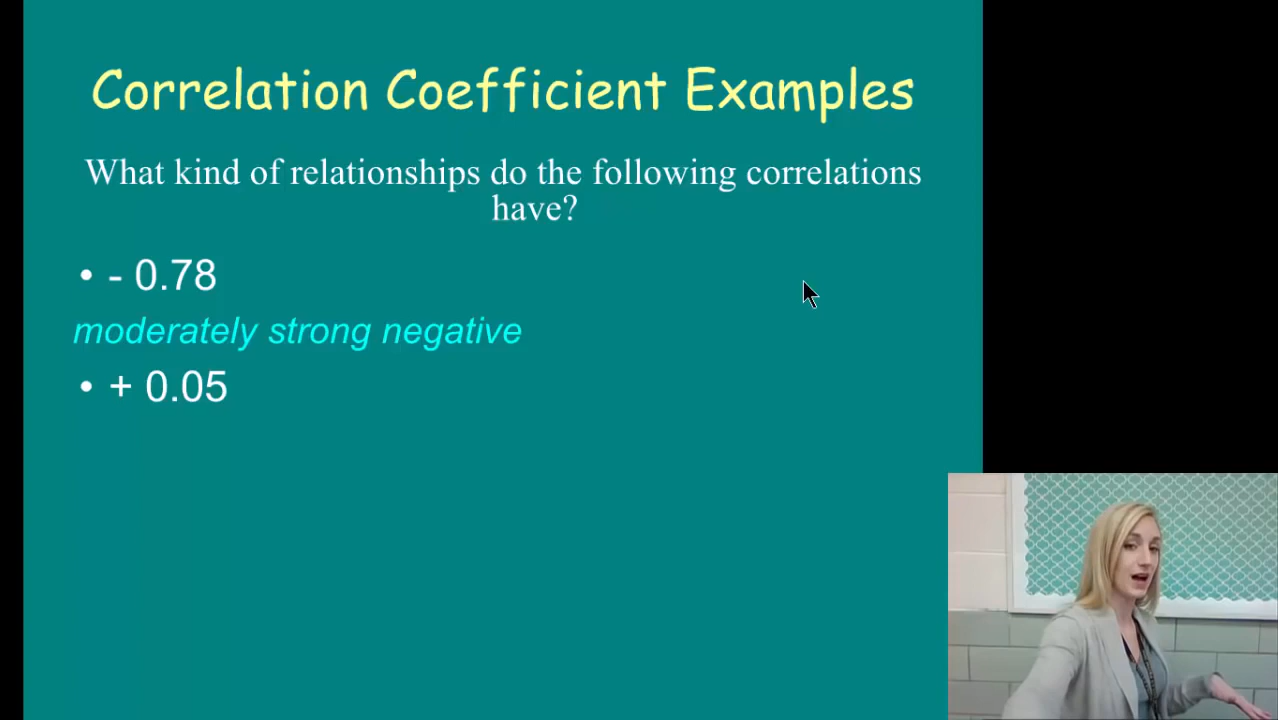 Correlation Coefficient Examples
What kind of relationships do the following correlations
have?
• - 0.78
moderately strong negative
• + 0.05